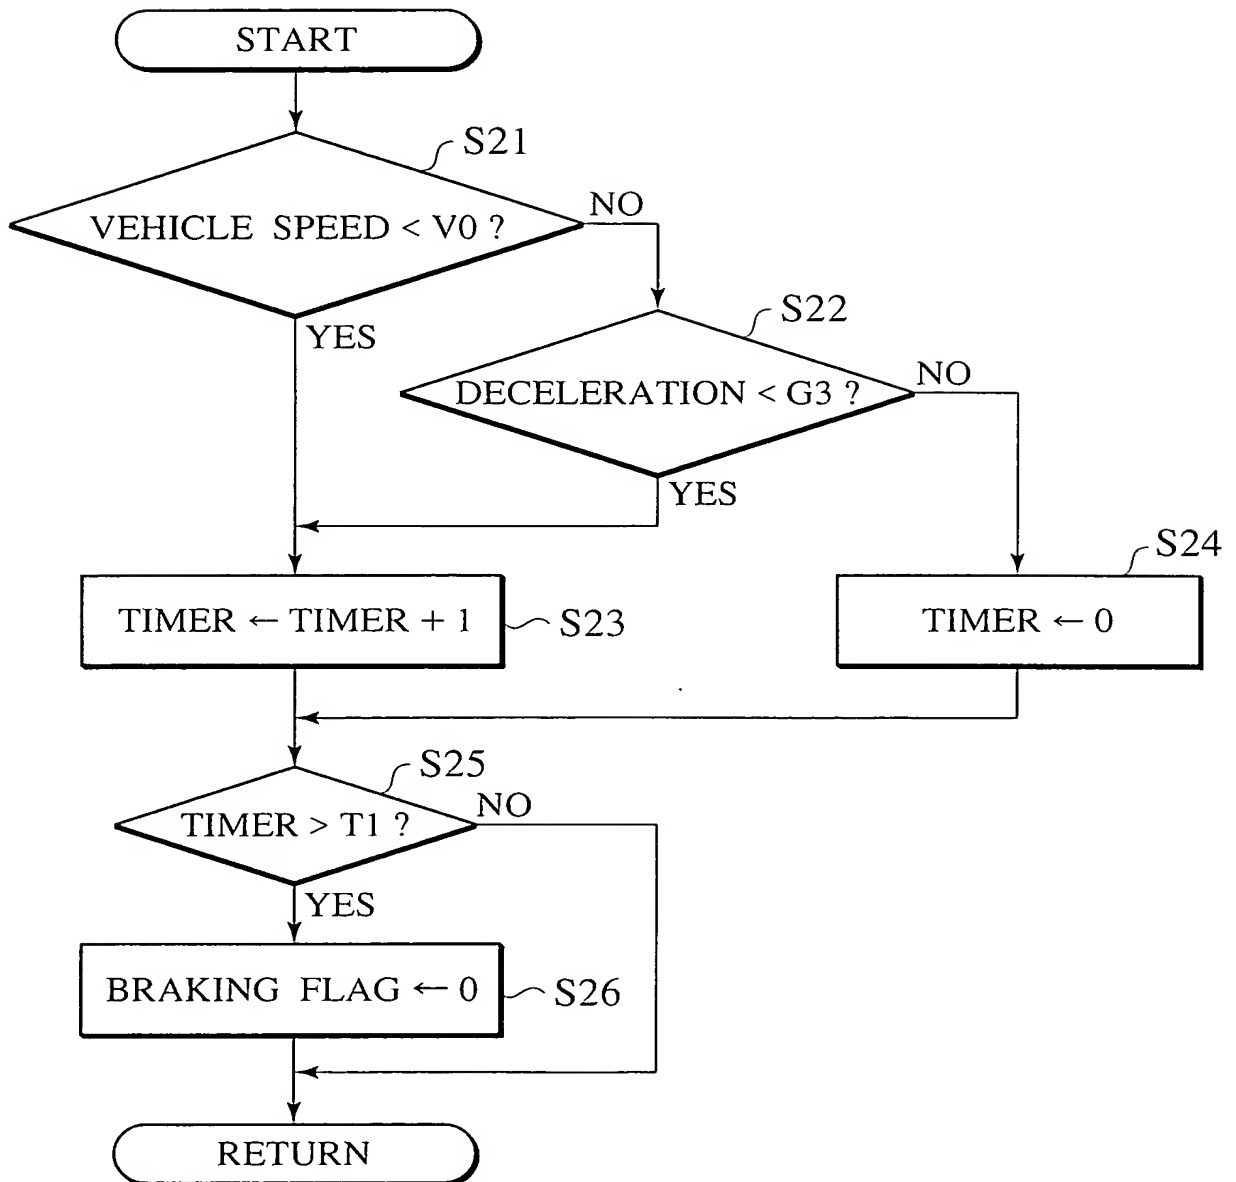 START
S21
VEHICLE SPEED < V0 ?
NO
YES
S22
DECELERATION < G3 ?
NO
YES
TIMER ← TIMER + 1
S23
S24
TIMER ← 0
S25
TIMER > T1 ?
NO
YES
BRAKING FLAG ← 0
S26
RETURN